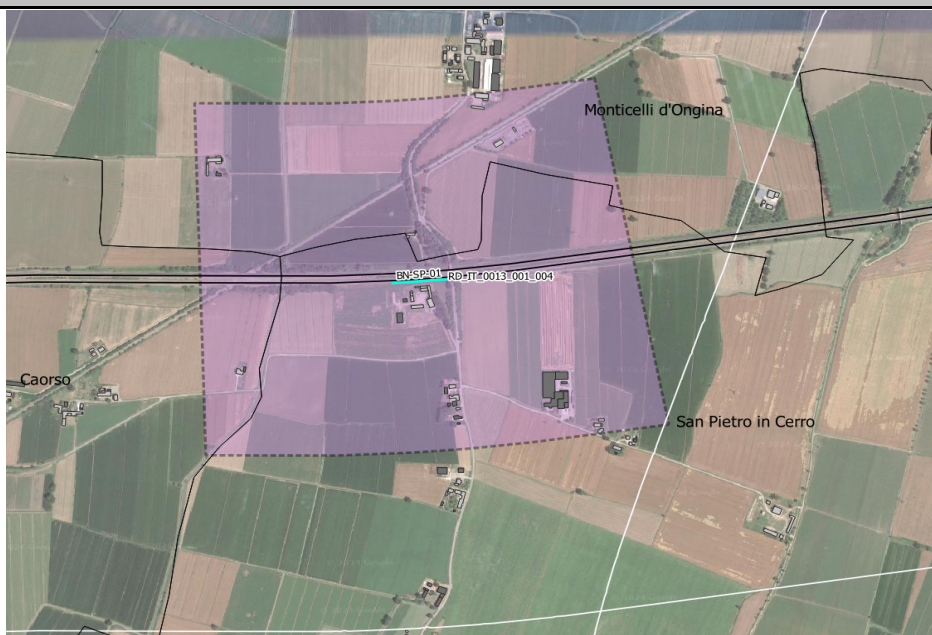 Monticelli d'Ongina
BN-SP-01
RD_IT_0013_001_004
Caorso
San Pietro in Cerro